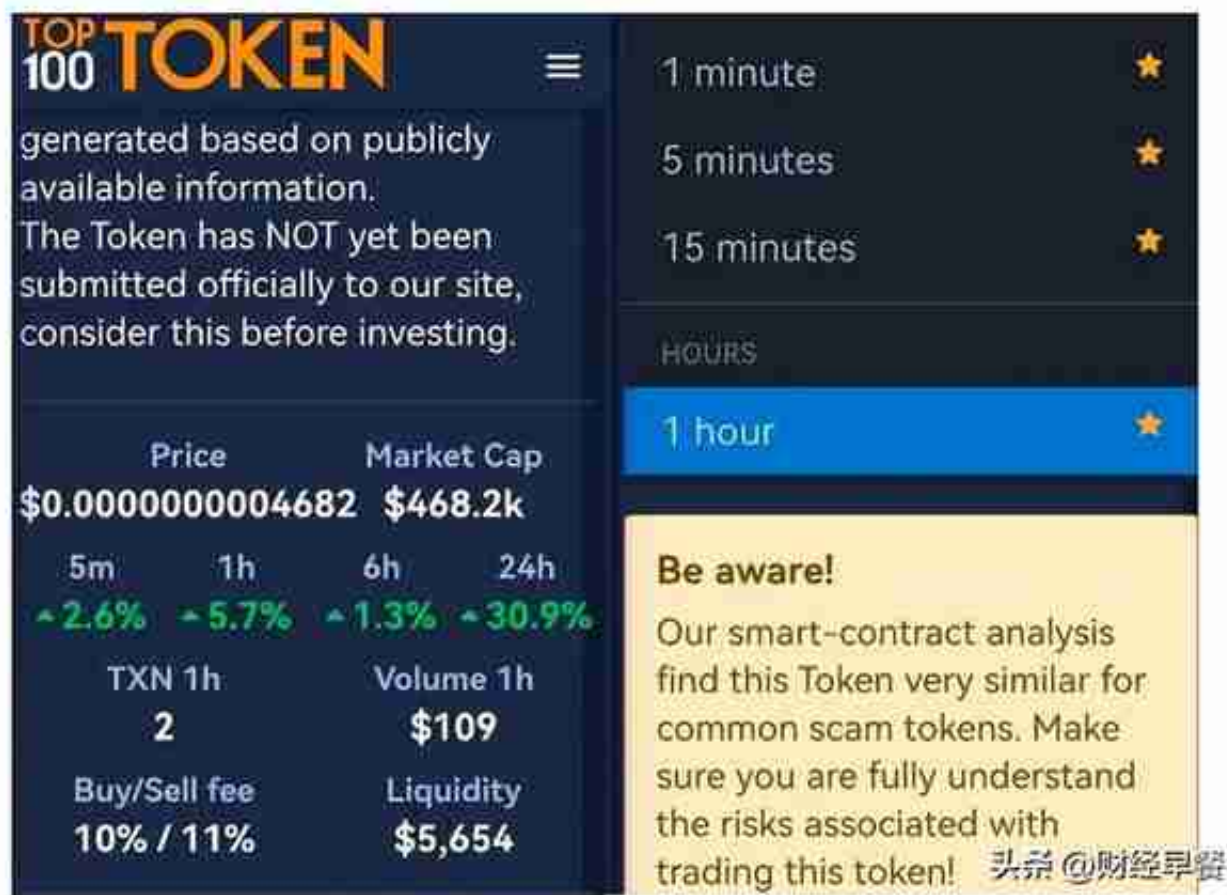 TOP 100 TOKEN
generated based on publicly
available information.
The Token has NOT yet been
submitted officially to our site,
consider this before investing.
Price Market Cap
$0.0000000004682 $468.2k
5m 1h 6h 24h
2.6% 5.7% 1.3% 30.9%
TXN 1h Volume 1h
2 $109
Buy/Sell fee Liquidity
10% / 11% $5,654
1 minute
5 minutes
15 minutes
HOURS
1 hour
Be aware!
Our smart-contract analysis
find this Token very similar for
common scam tokens. Make
sure you are fully understand
the risks associated with
trading this token!
头条 @财经早餐